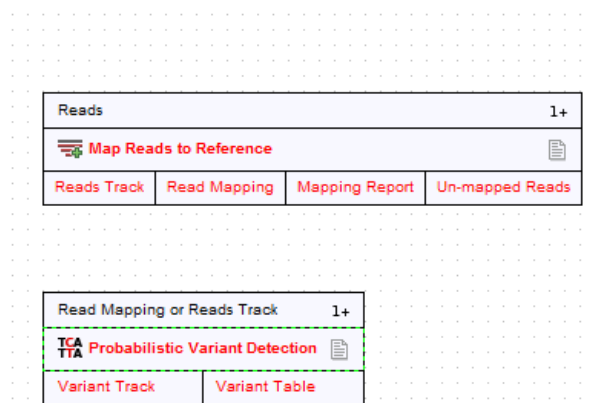 Reads 1+
Map Reads to Reference
Reads Track Read Mapping Mapping Report Un-mapped Reads
Read Mapping or Reads Track 1+
TCA
TTA Probabilistic Variant Detection
Variant Track Variant Table